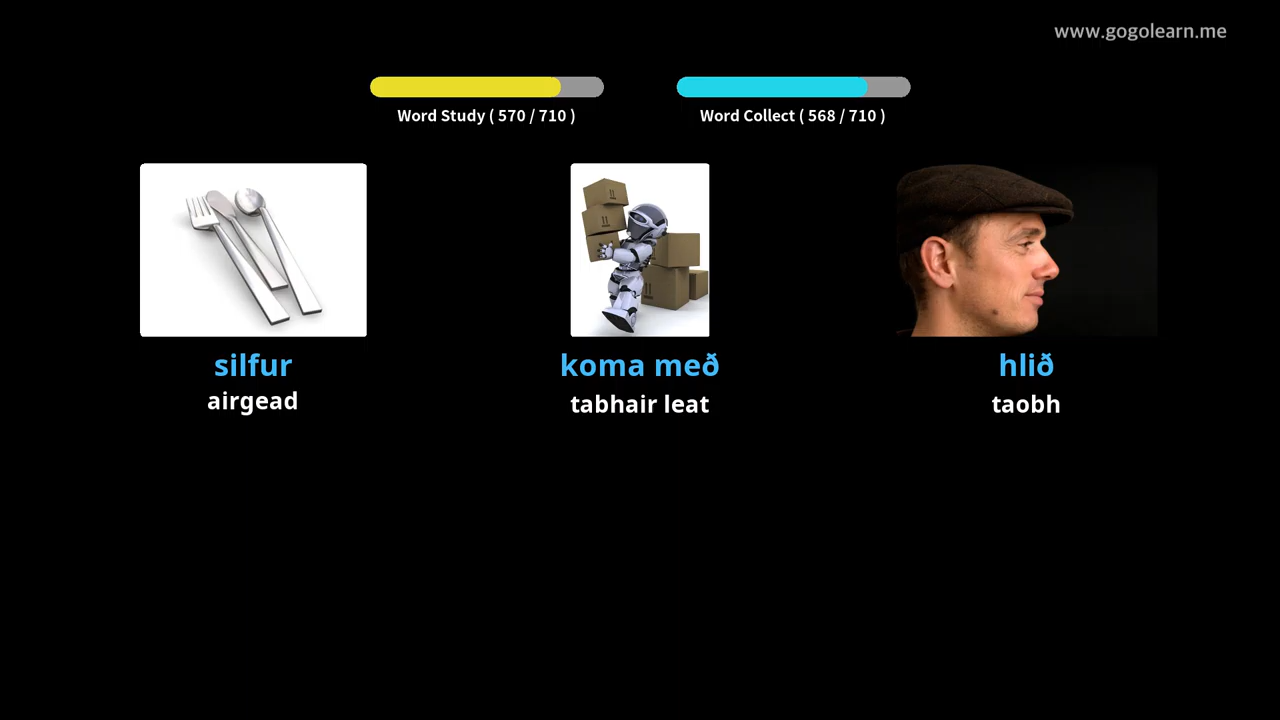 www.gogolearn.me
Word Study ( 570 / 710 )
Word Collect ( 568 / 710 )
silfur
airgead
koma með
tabhair leat
hlið
taobh